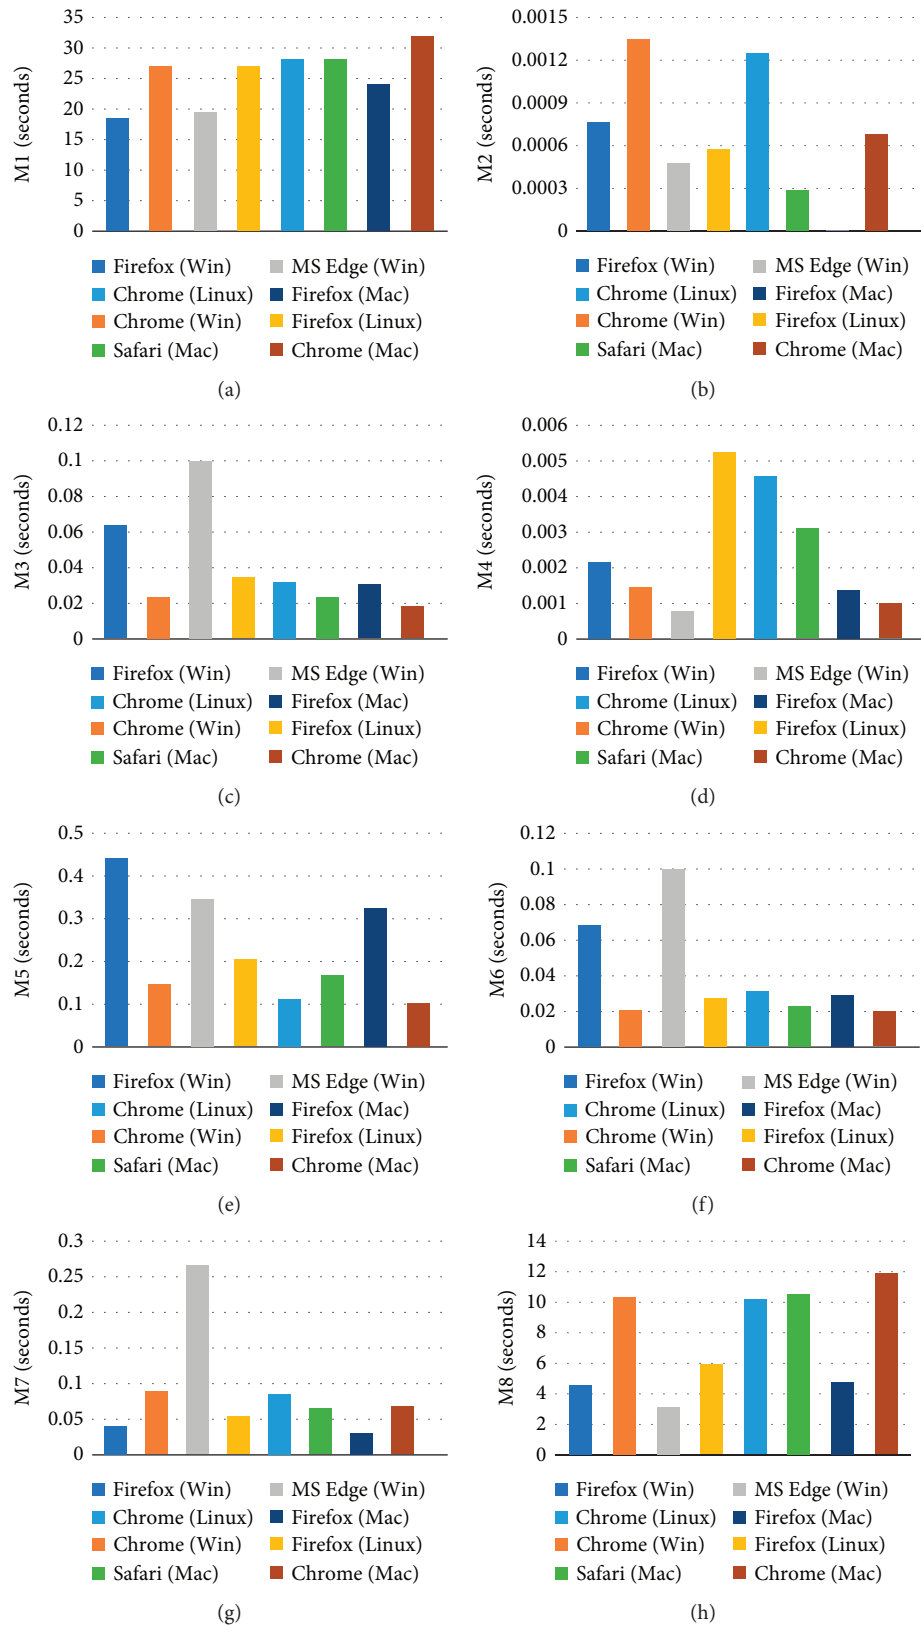 35
30
25
20
15
10
5
0
M1 (seconds)
Firefox (Win) MS Edge (Win)
Chrome (Linux) Firefox (Mac)
Chrome (Win) Firefox (Linux)
Safari (Mac) Chrome (Mac)
(a)
0.0015
0.0012
0.0009
0.0006
0.0003
0
M2 (seconds)
Firefox (Win) MS Edge (Win)
Chrome (Linux) Firefox (Mac)
Chrome (Win) Firefox (Linux)
Safari (Mac) Chrome (Mac)
(b)
0.12
0.1
0.08
0.06
0.04
0.02
0
M3 (seconds)
Firefox (Win) MS Edge (Win)
Chrome (Linux) Firefox (Mac)
Chrome (Win) Firefox (Linux)
Safari (Mac) Chrome (Mac)
(c)
0.006
0.005
0.004
0.003
0.002
0.001
0
M4 (seconds)
Firefox (Win) MS Edge (Win)
Chrome (Linux) Firefox (Mac)
Chrome (Win) Firefox (Linux)
Safari (Mac) Chrome (Mac)
(d)
0.5
0.4
0.3
0.2
0.1
0
M5 (seconds)
Firefox (Win) MS Edge (Win)
Chrome (Linux) Firefox (Mac)
Chrome (Win) Firefox (Linux)
Safari (Mac) Chrome (Mac)
(e)
0.12
0.1
0.08
0.06
0.04
0.02
0
M6 (seconds)
Firefox (Win) MS Edge (Win)
Chrome (Linux) Firefox (Mac)
Chrome (Win) Firefox (Linux)
Safari (Mac) Chrome (Mac)
(f)
0.3
0.25
0.2
0.15
0.1
0.05
0
M7 (seconds)
Firefox (Win) MS Edge (Win)
Chrome (Linux) Firefox (Mac)
Chrome (Win) Firefox (Linux)
Safari (Mac) Chrome (Mac)
(g)
14
12
10
8
6
4
2
0
M8 (seconds)
Firefox (Win) MS Edge (Win)
Chrome (Linux) Firefox (Mac)
Chrome (Win) Firefox (Linux)
Safari (Mac) Chrome (Mac)
(h)